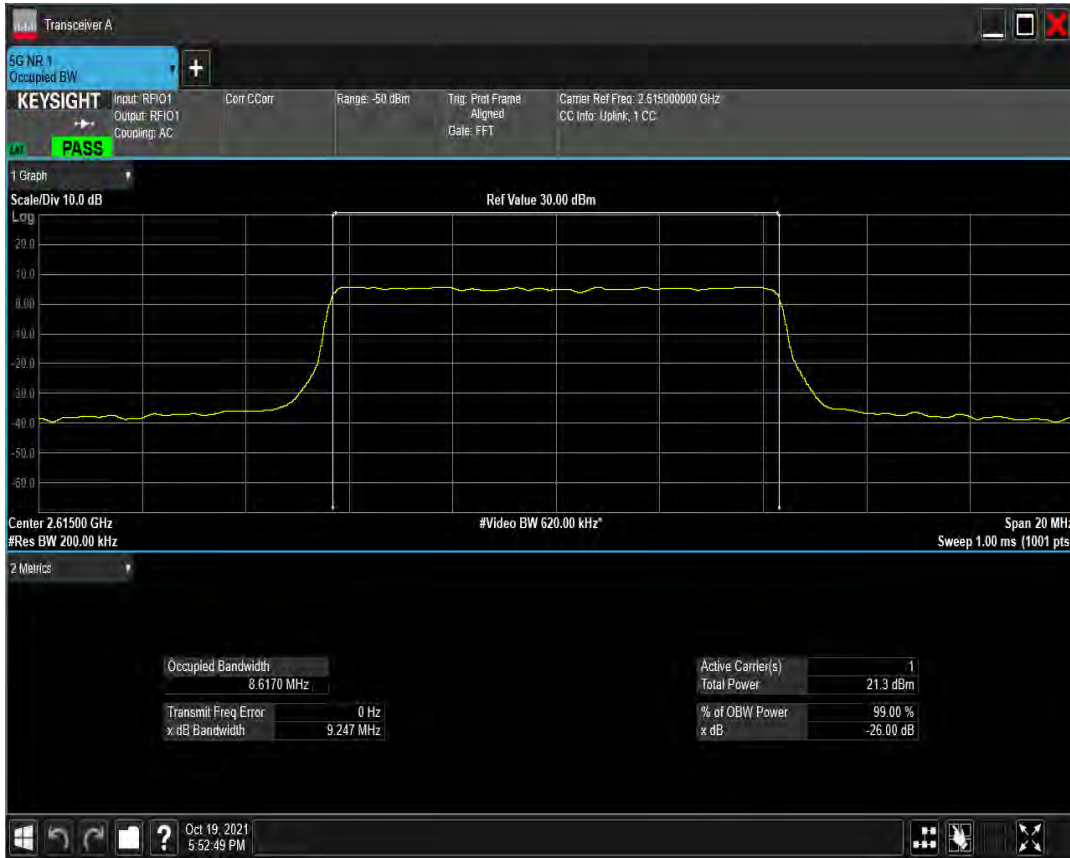 Transceiver A
5G NR 1
Occupied BW
+
KEYSIGHT
PASS
Input: RFIO1
Output: RFIO1
Coupling: AC
Corr CCorr
Range: -50 dBm
Trig: Prot Frame
Aligned
Gate: FFT
Carrier Ref Freq: 2.615000000 GHz
CC Info: Uplink, 1 CC
1 Graph
Scale/Div 10.0 dB
Ref Value 30.00 dBm
Log
20.0
10.0
0.00
-10.0
-20.0
-30.0
-40.0
-50.0
-60.0
Center 2.61500 GHz
#Video BW 620.00 kHz*
Span 20 MHz
#Res BW 200.00 kHz
Sweep 1.00 ms (1001 pts
2 Metrics
Occupied Bandwidth
8.6170 MHz
Transmit Freq Error 0 Hz
x dB Bandwidth 9.247 MHz
Active Carrier(s) 1
Total Power 21.3 dBm
% of OBW Power 99.00 %
x dB -26.00 dB
?
Oct 19, 2021
5:52:49 PM